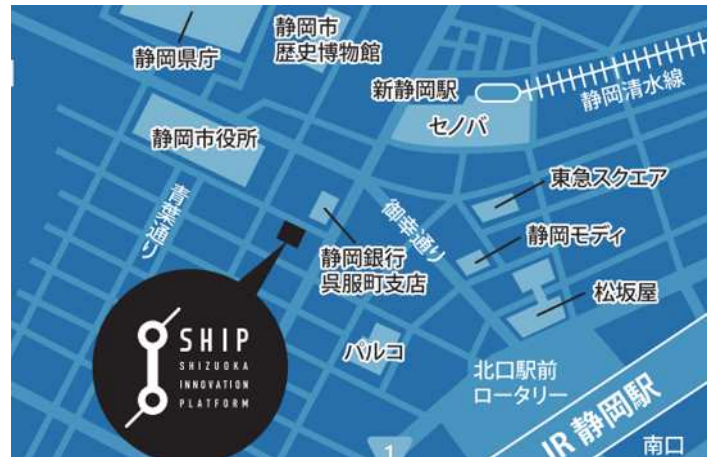 静岡県庁
静岡市
歴史博物館
新静岡駅
静岡清水線
セノバ
静岡市役所
東急スクエア
青葉通り
御幸通り
静岡モディ
静岡銀行
呉服町支店
松坂屋
SHIP
SHIZUOKA
INNOVATION
PLATFORM
パルコ
北口駅前
ロータリー
JR 静岡駅
南口
1